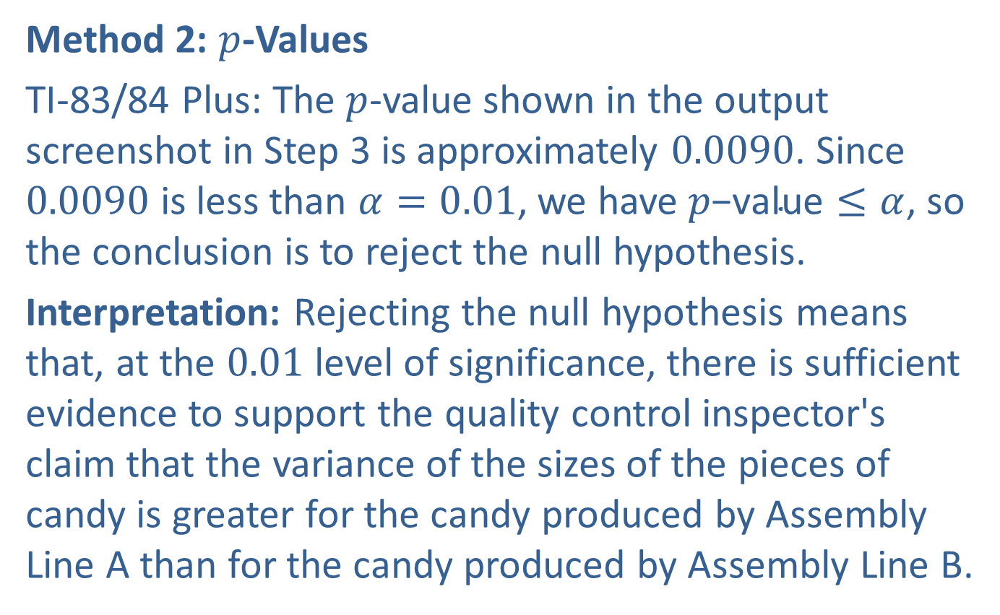 Method 2: p-Values
TI-83/84 Plus: The p-value shown in the output
screenshot in Step 3 is approximately 0.0090. Since
0.0090 is less than α = 0.01, we have p−value ≤ α, so
the conclusion is to reject the null hypothesis.
Interpretation: Rejecting the null hypothesis means
that, at the 0.01 level of significance, there is sufficient
evidence to support the quality control inspector's
claim that the variance of the sizes of the pieces of
candy is greater for the candy produced by Assembly
Line A than for the candy produced by Assembly Line B.